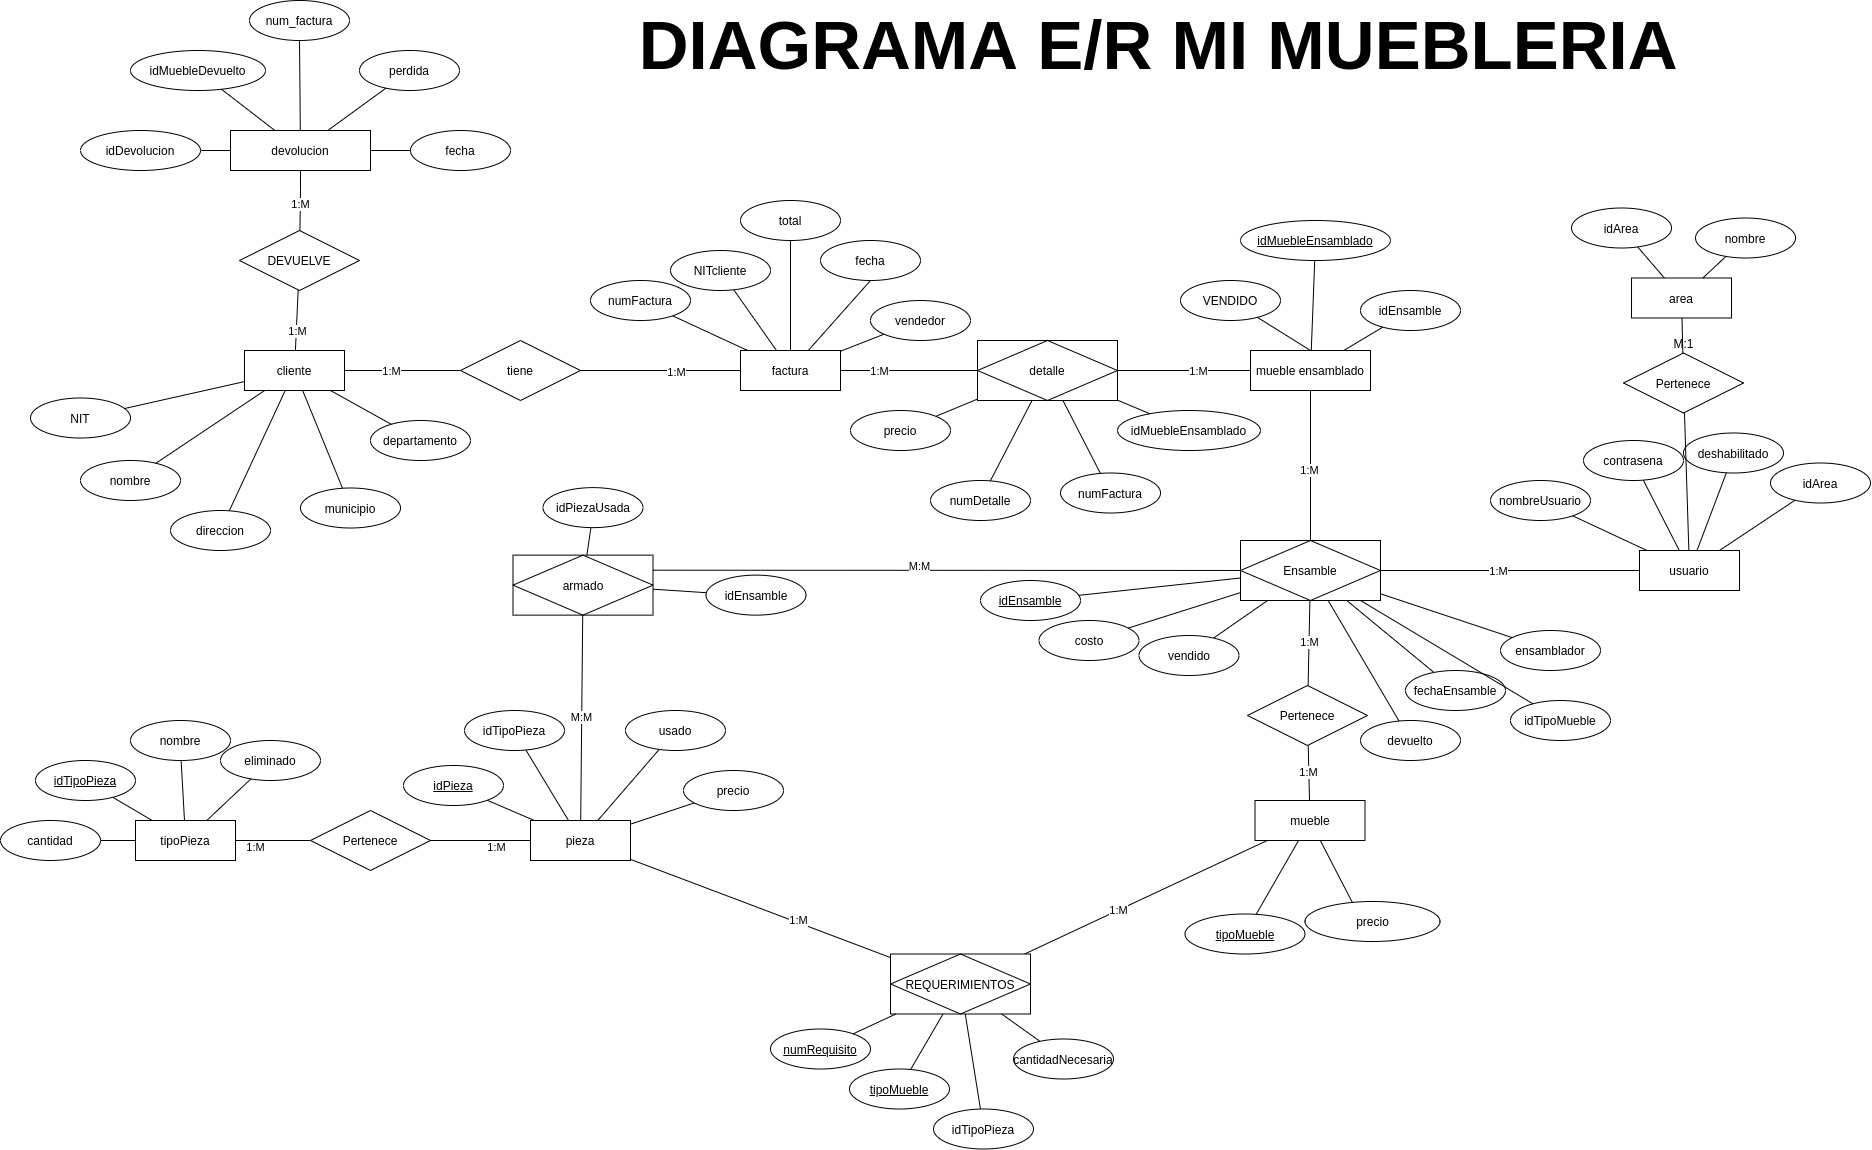 DIAGRAMA E/R MI MUEBLERIA
num_factura
idMuebleDevuelto
perdida
idDevolucion
devolucion
fecha
1:M
DEVUELVE
1:M
cliente
1:M
tiene
1:M
NIT
nombre
direccion
municipio
departamento
total
NITcliente
fecha
numFactura
vendedor
factura
1:M
detalle
1:M
precio
numDetalle
numFactura
idMuebleEnsamblado
idMuebleEnsamblado
VENDIDO
idEnsamble
mueble ensamblado
1:M
idArea
nombre
area
M:1
Pertenece
contrasena
deshabilitado
nombreUsuario
idArea
usuario
1:M
Ensamble
M:M
idPiezaUsada
armado
idEnsamble
M:M
idEnsamble
costo
vendido
1:M
ensamblador
fechaEnsamble
idTipoMueble
devuelto
Pertenece
1:M
mueble
tipoMueble
precio
1:M
nombre
eliminado
idTipoPieza
cantidad
tipoPieza
1:M
Pertenece
1:M
idTipoPieza
usado
idPieza
precio
pieza
1:M
REQUERIMIENTOS
numRequisito
tipoMueble
idTipoPieza
cantidadNecesaria